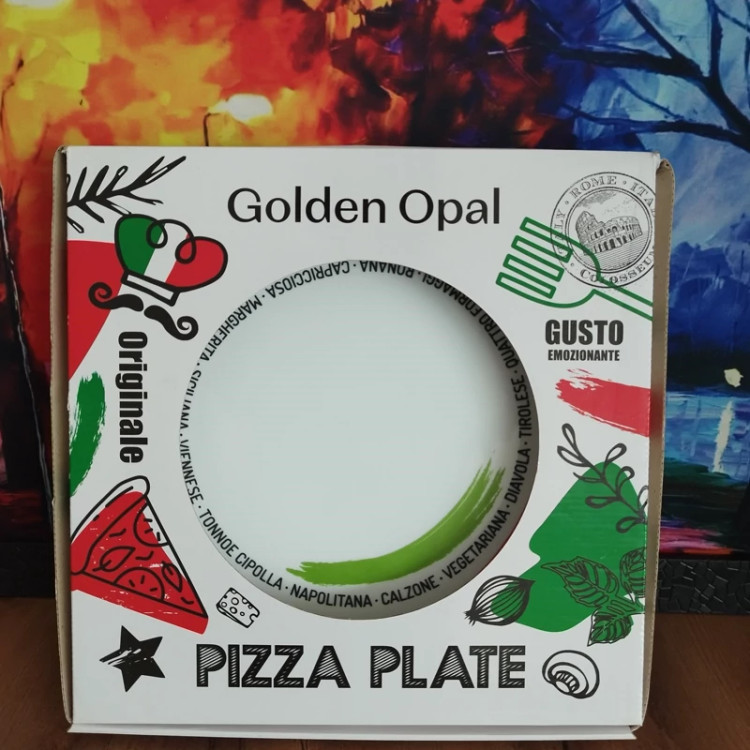 Golden Opal
ROME · ITALY
COLOSSEUM
GUSTO
EMOZIONANTE
Originale
MARGHERITA · CAPRICCIOSA · ROMANA · QUATTRO FORMAGGI · TIROLESE · DIAVOLA · VEGETARIANA · CALZONE · NAPOLITANA · TONNOE CIPOLLA · VIENNESE · SICILIANA
PIZZA PLATE